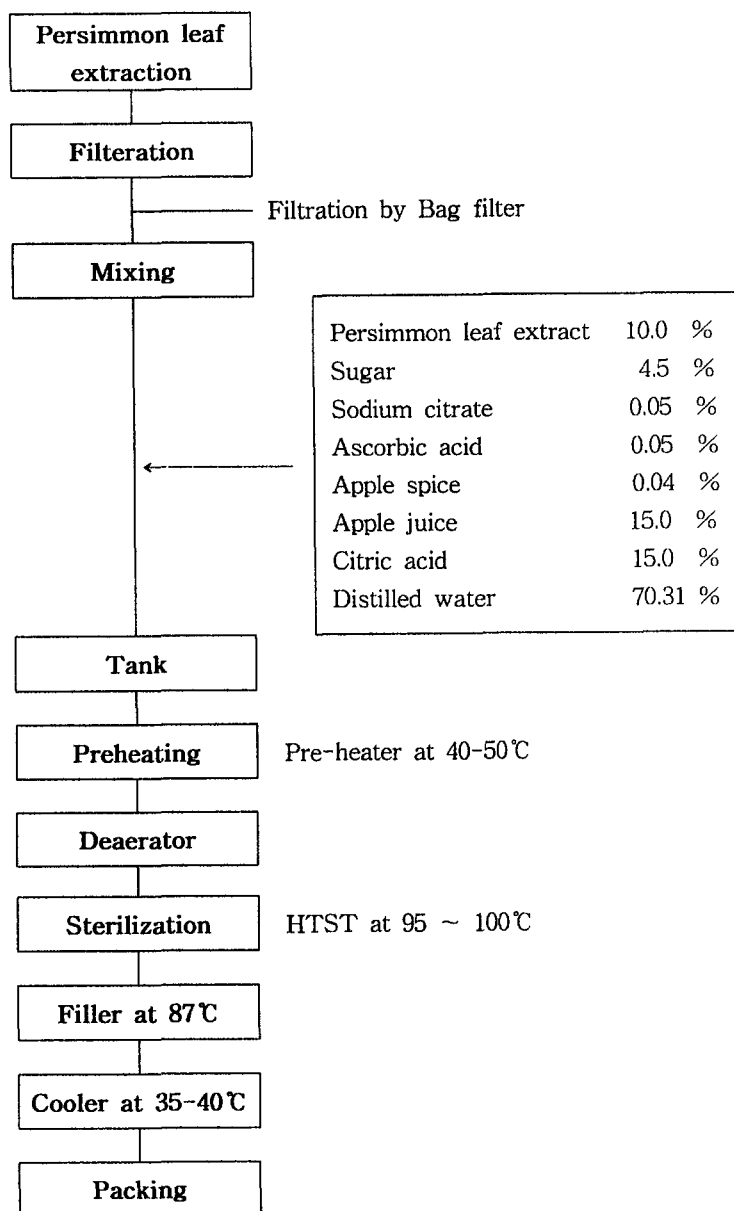 Persimmon leaf
extraction
Filteration
Filtration by Bag filter
Mixing
Persimmon leaf extract 10.0 %
Sugar 4.5 %
Sodium citrate 0.05 %
Ascorbic acid 0.05 %
Apple spice 0.04 %
Apple juice 15.0 %
Citric acid 15.0 %
Distilled water 70.31 %
Tank
Preheating Pre-heater at 40-50℃
Deaerator
Sterilization HTST at 95 ~ 100℃
Filler at 87℃
Cooler at 35-40℃
Packing